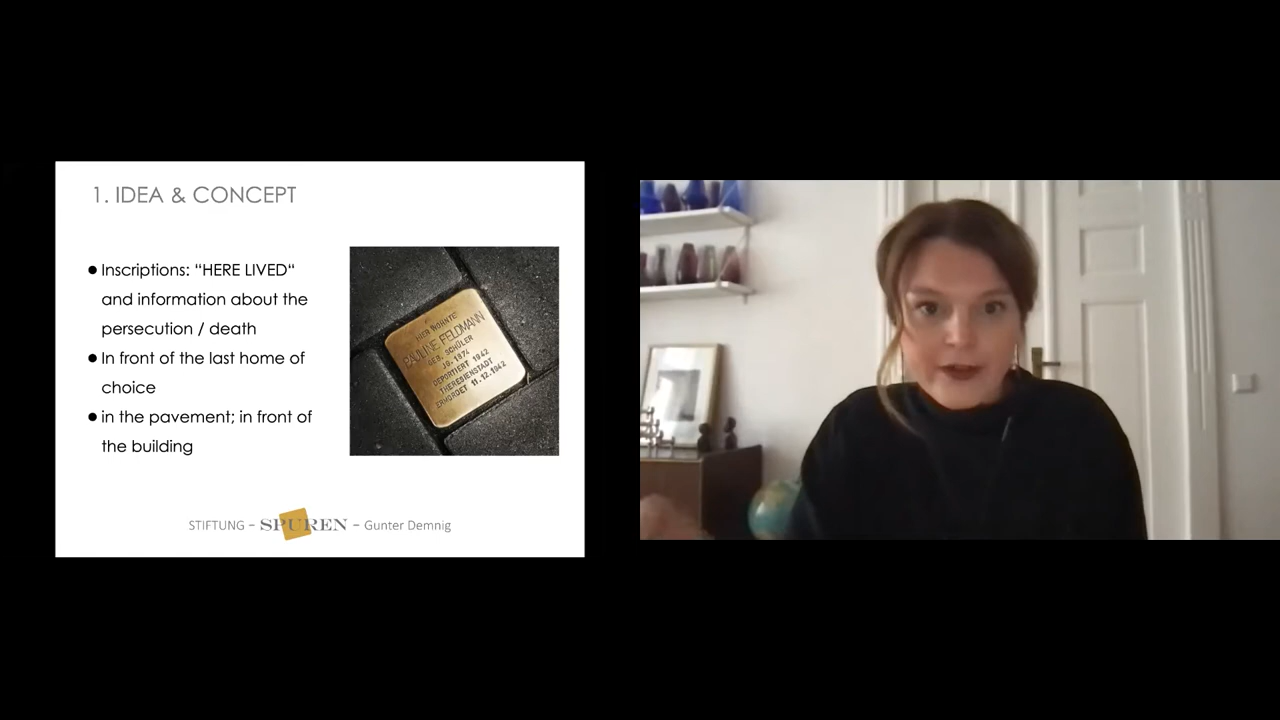 1. IDEA & CONCEPT
● Inscriptions: “HERE LIVED“
and information about the
persecution / death
● In front of the last home of
choice
● in the pavement; in front of
the building
HIER WOHNTE
PAULINE FELDMANN
GEB. SCHÜLER
JG. 1874
DEPORTIERT 1942
THERESIENSTADT
ERMORDET 11.12.1942
STIFTUNG – SPUREN – Gunter Demnig